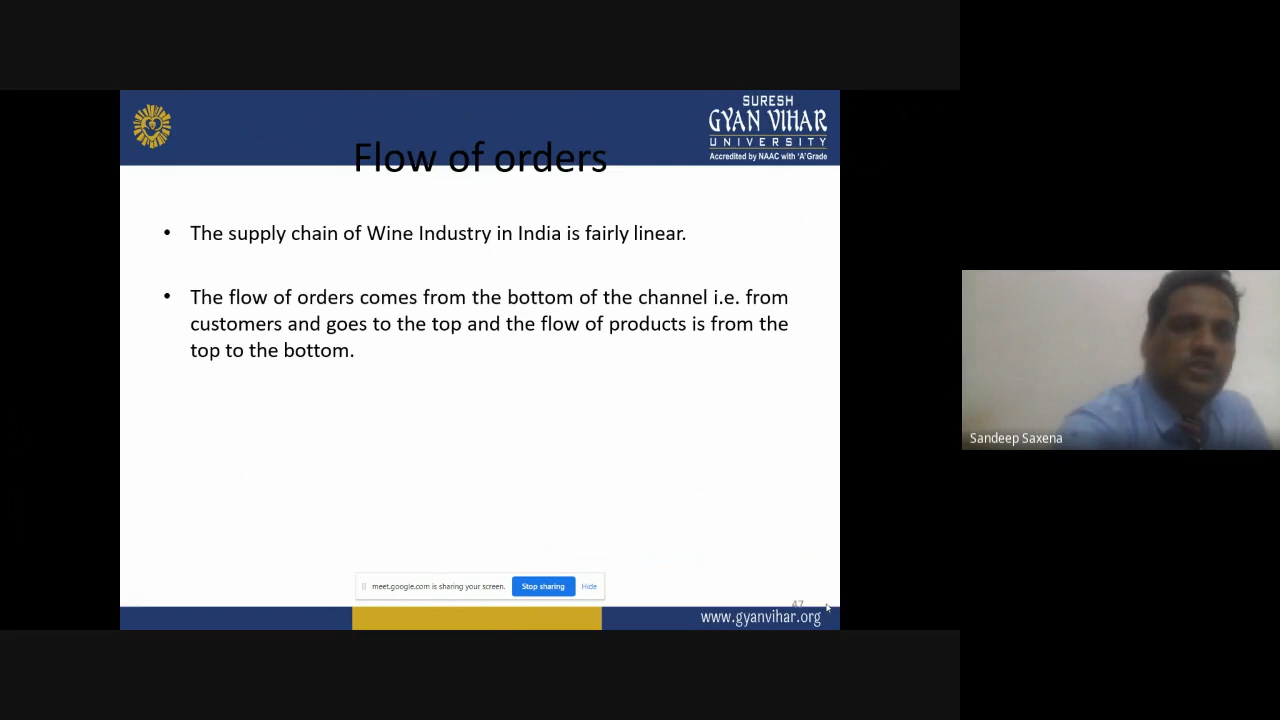 SURESH
GYAN VIHAR
UNIVERSITY
Accredited by NAAC with 'A' Grade
Flow of orders
• The supply chain of Wine Industry in India is fairly linear.
• The flow of orders comes from the bottom of the channel i.e. from
customers and goes to the top and the flow of products is from the
top to the bottom.
Sandeep Saxena
meet.google.com is sharing your screen. Stop sharing Hide
47
www.gyanvihar.org